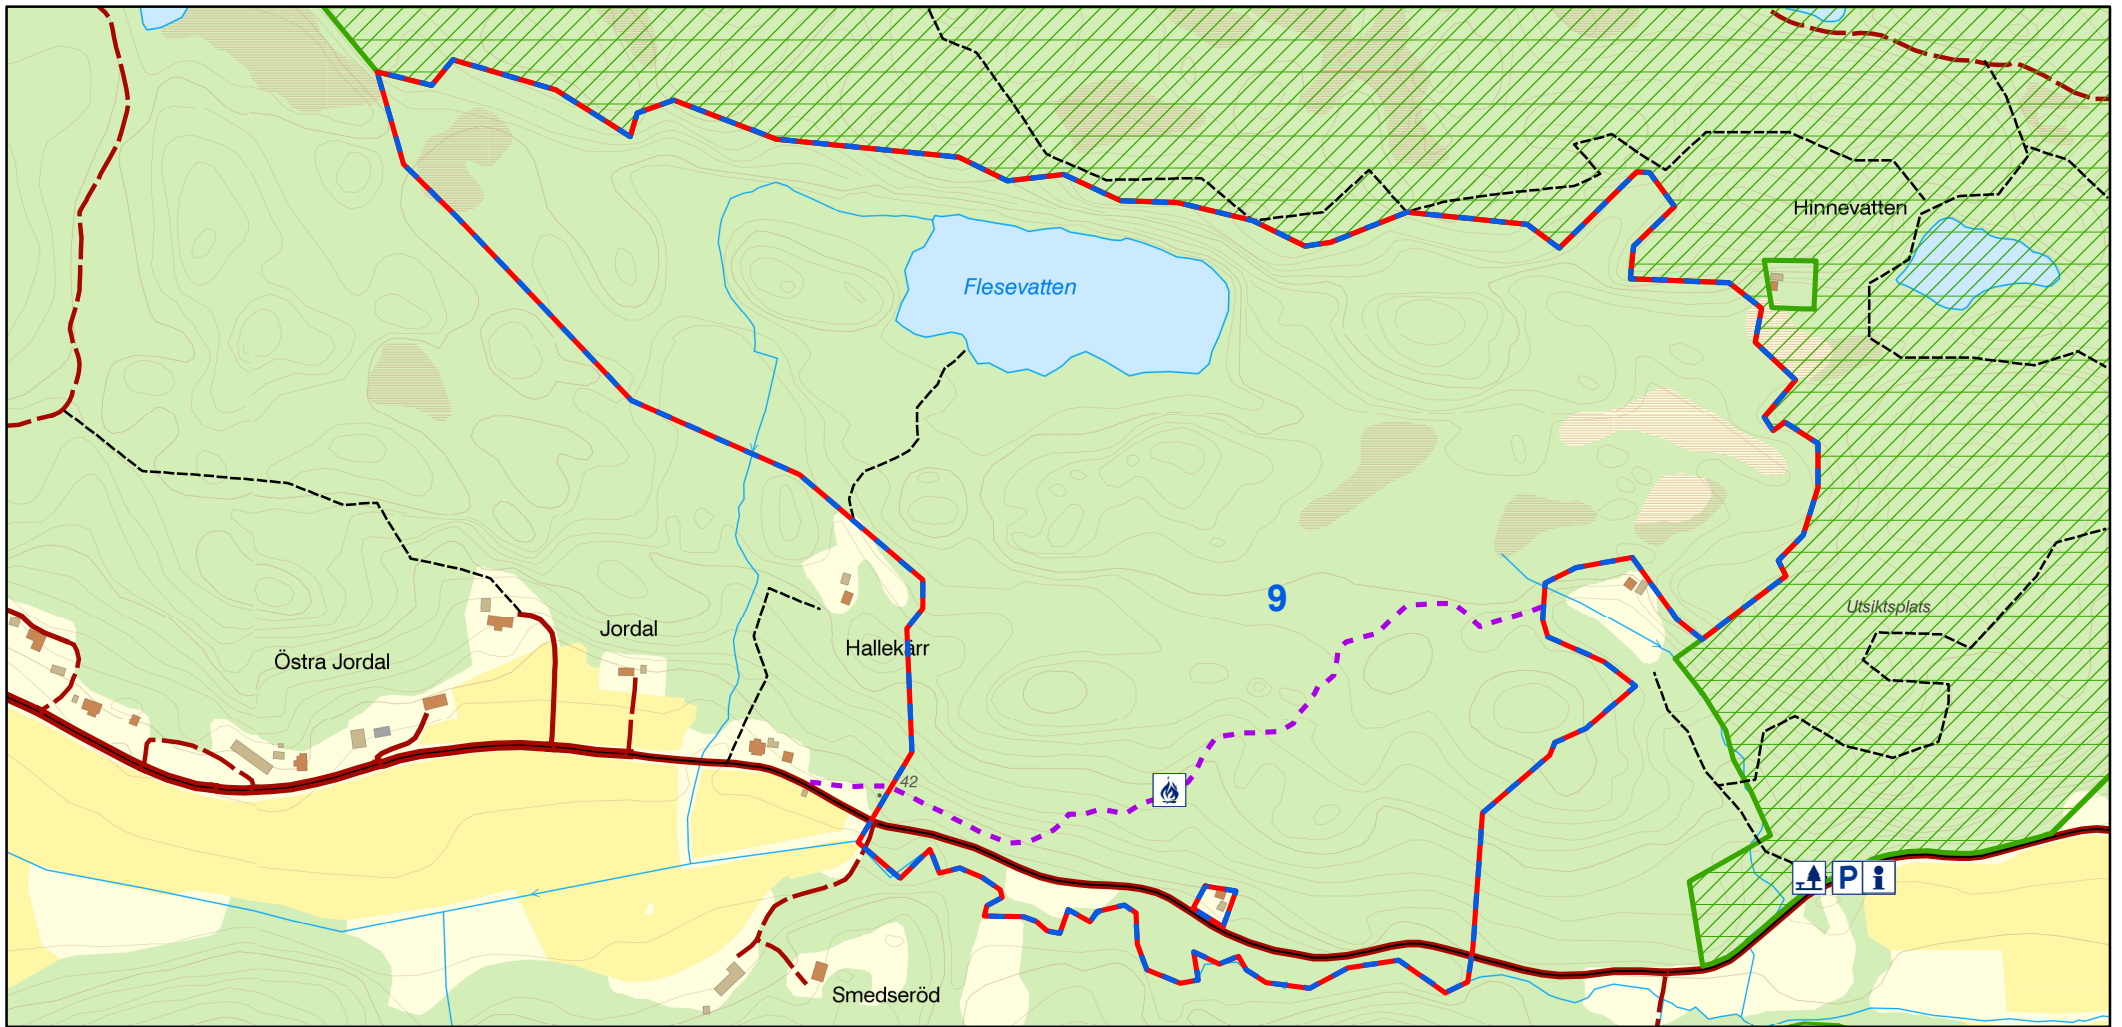 Hinnevatten
Flesevatten
9
Utsiktsplats
Jordal
Hallekärr
Östra Jordal
42
P i
Smedseröd